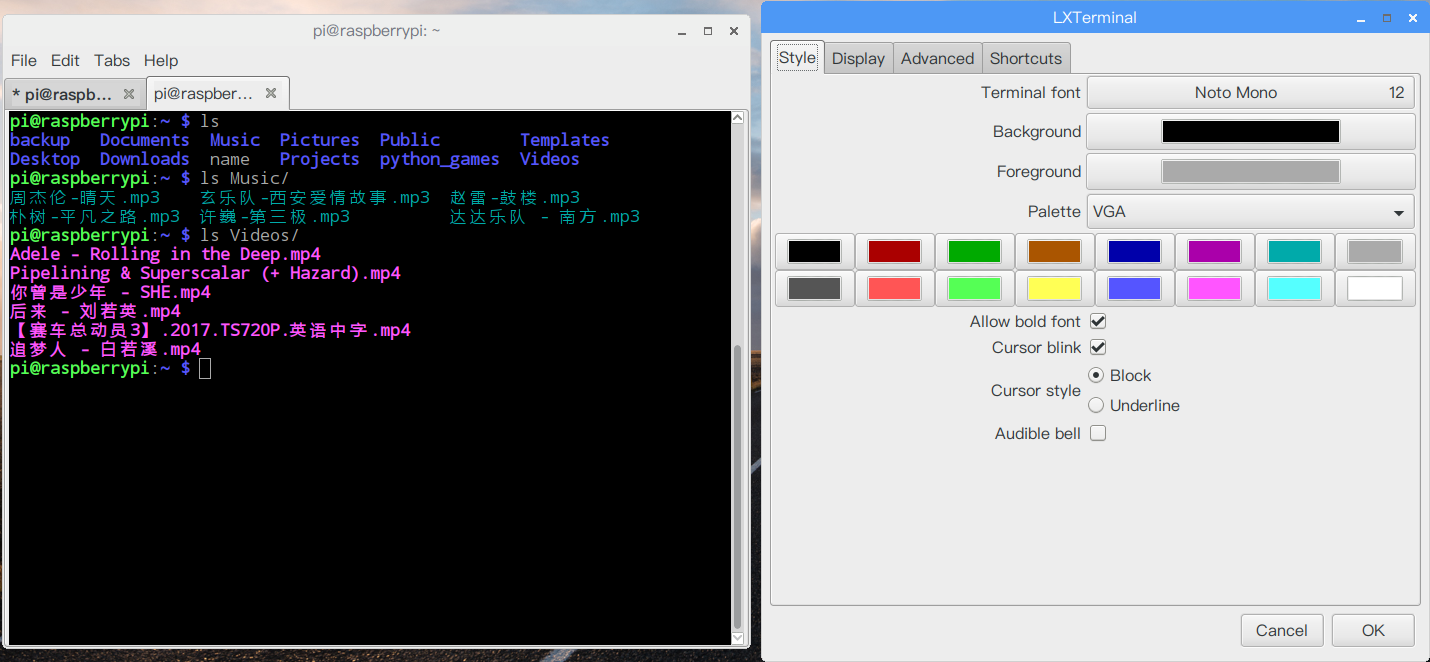 pi@raspberrypi: ~
File Edit Tabs Help
* pi@raspb... pi@raspber...
pi@raspberrypi:~ $ ls
backup Documents Music Pictures Public Templates
Desktop Downloads name Projects python_games Videos
pi@raspberrypi:~ $ ls Music/
周杰伦-晴天.mp3 玄乐队-西安爱情故事.mp3 赵雷-鼓楼.mp3
朴树-平凡之路.mp3 许巍-第三极.mp3 达达乐队 - 南方.mp3
pi@raspberrypi:~ $ ls Videos/
Adele - Rolling in the Deep.mp4
Pipelining & Superscalar (+ Hazard).mp4
你曾是少年 - SHE.mp4
后来 - 刘若英.mp4
【赛车总动员3】.2017.TS720P.英语中字.mp4
追梦人 - 白若溪.mp4
pi@raspberrypi:~ $
LXTerminal
Style Display Advanced Shortcuts
Terminal font Noto Mono 12
Background
Foreground
Palette VGA
Allow bold font
Cursor blink
Cursor style
Block
Underline
Audible bell
Cancel OK